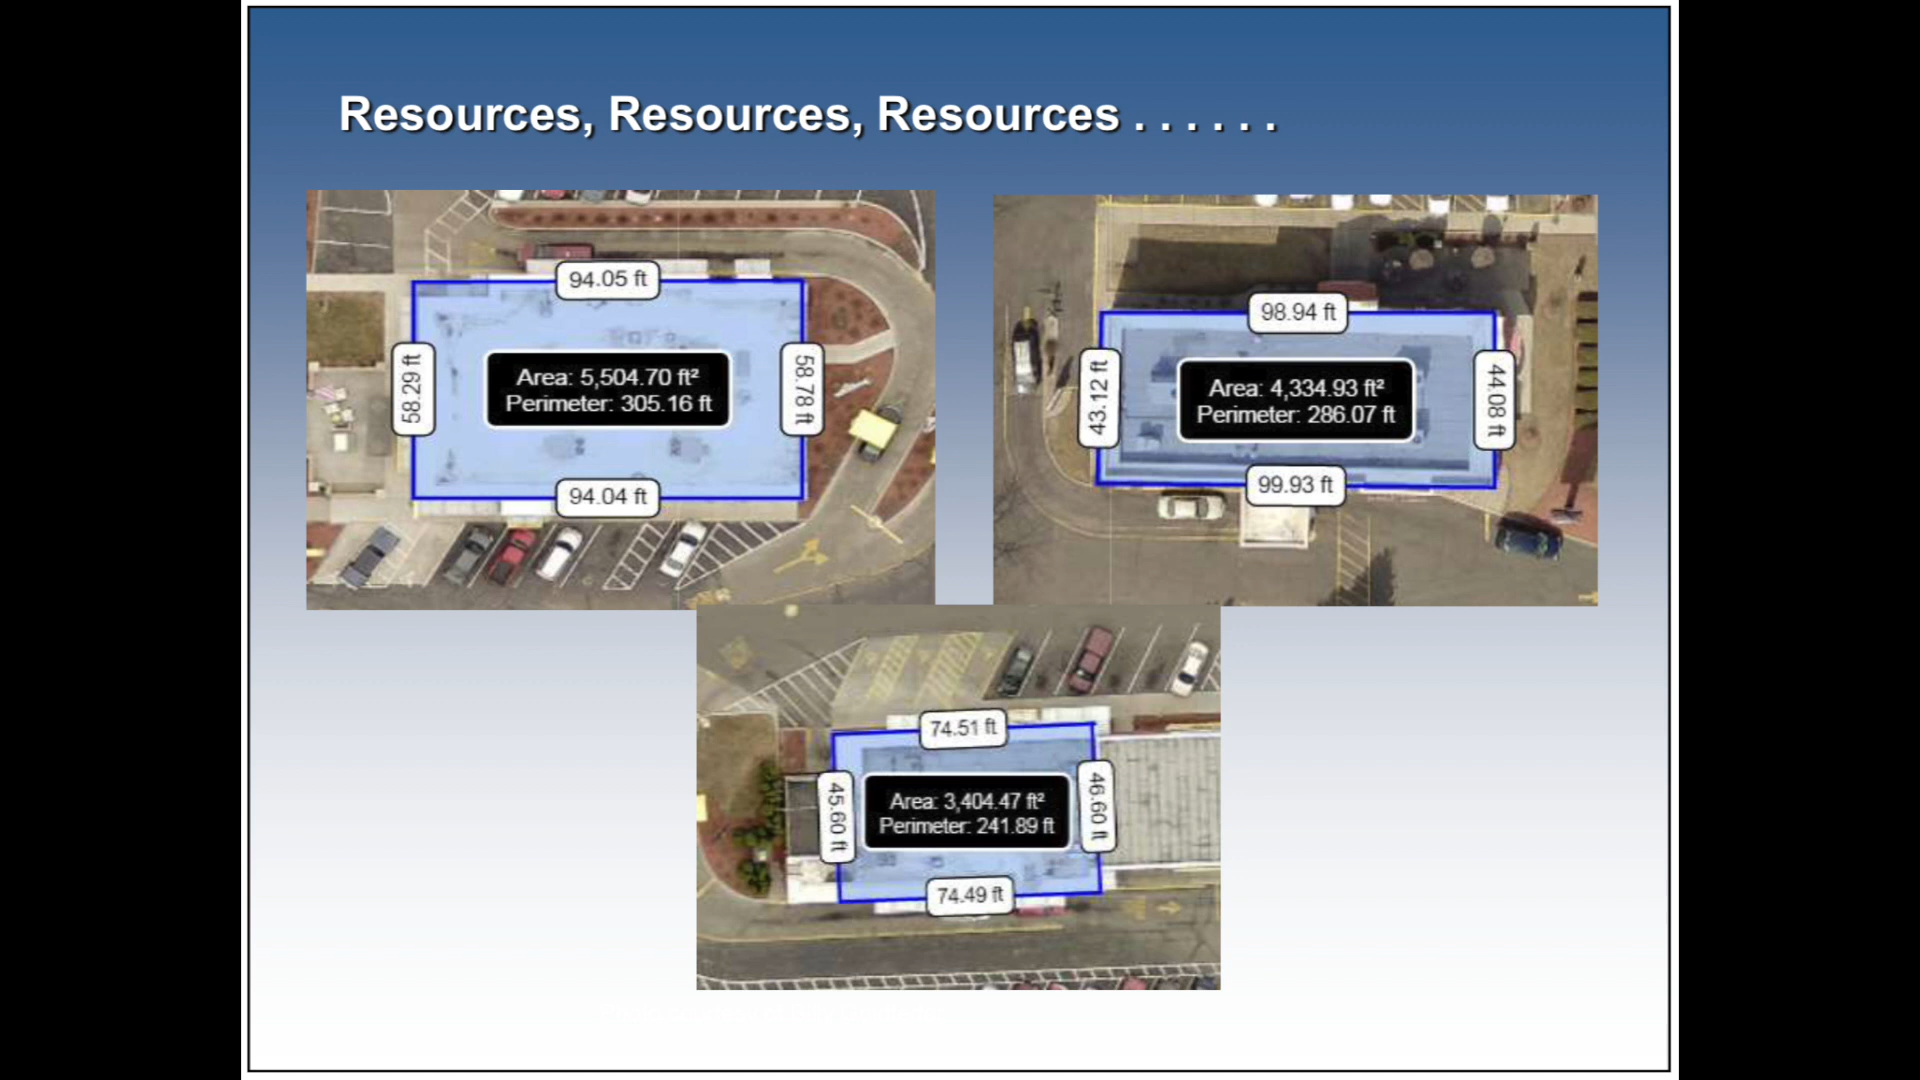 Resources, Resources, Resources . . . . . .
94.05 ft
58.29 ft
Area: 5,504.70 ft²
Perimeter: 305.16 ft
58.78 ft
94.04 ft
98.94 ft
43.12 ft
Area: 4,334.93 ft²
Perimeter: 286.07 ft
44.08 ft
99.93 ft
74.51 ft
45.60 ft
Area: 3,404.47 ft²
Perimeter: 241.89 ft
46.60 ft
74.49 ft